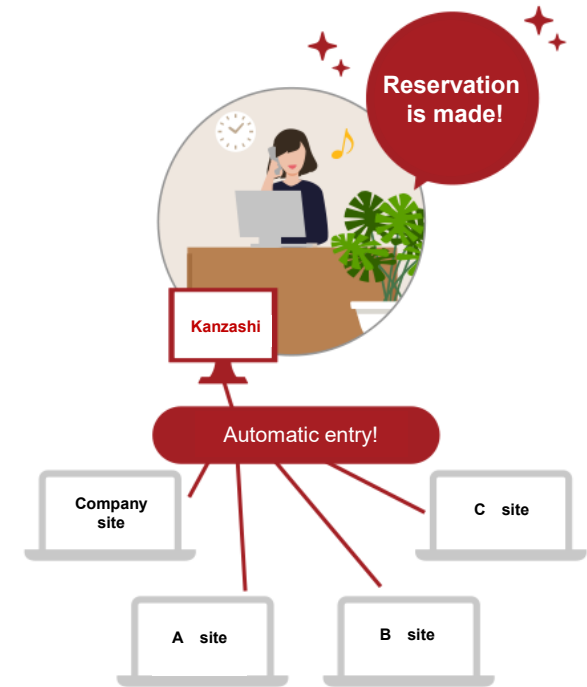 Reservation
is made!
Kanzashi
Automatic entry!
Company
site
C site
A site
B site